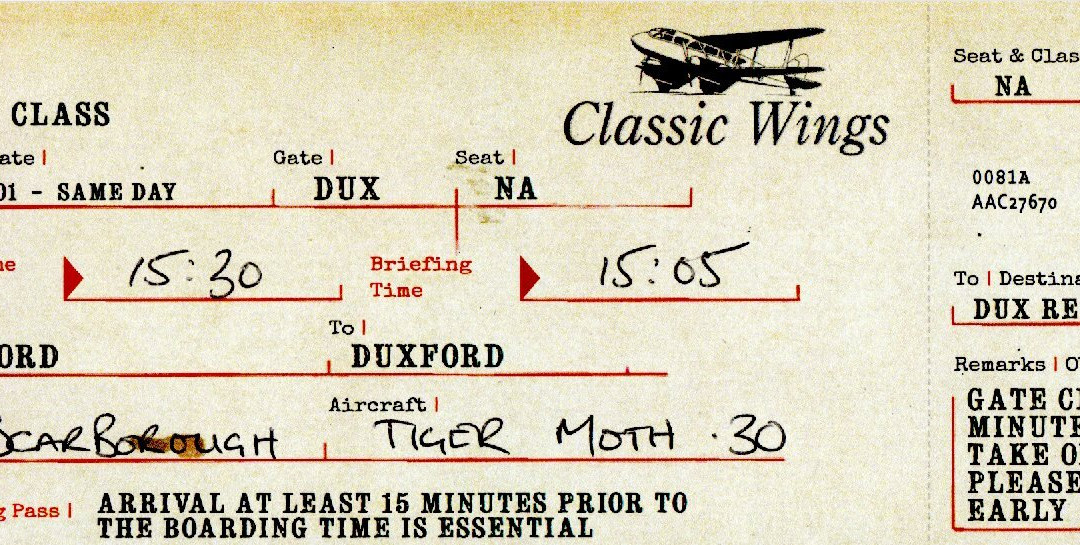 CLASS
Classic Wings
Seat & Clas
NA
ate | Gate | Seat |
01 - SAME DAY DUX NA
0081A
AAC27670
ne 15:30 Briefing Time 15:05
To | Destina
DUX RE
To |
ORD DUXFORD
Remarks | O
Aircraft |
SCARBOROUGH TIGER MOTH .30
GATE C
MINUTE
TAKE O
PLEASE
EARLY
g Pass | ARRIVAL AT LEAST 15 MINUTES PRIOR TO
THE BOARDING TIME IS ESSENTIAL